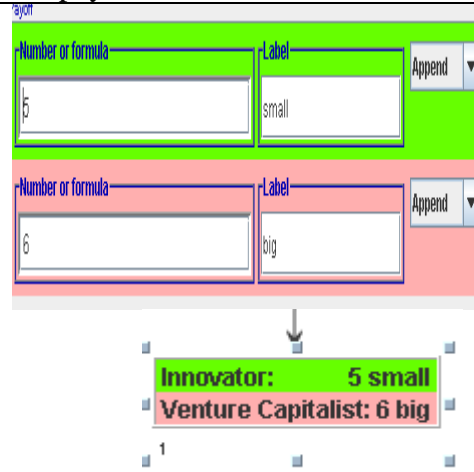 Payoff
Number or formula Label
5 small Append
Number or formula Label
6 big Append
Innovator: 5 small
Venture Capitalist: 6 big
1